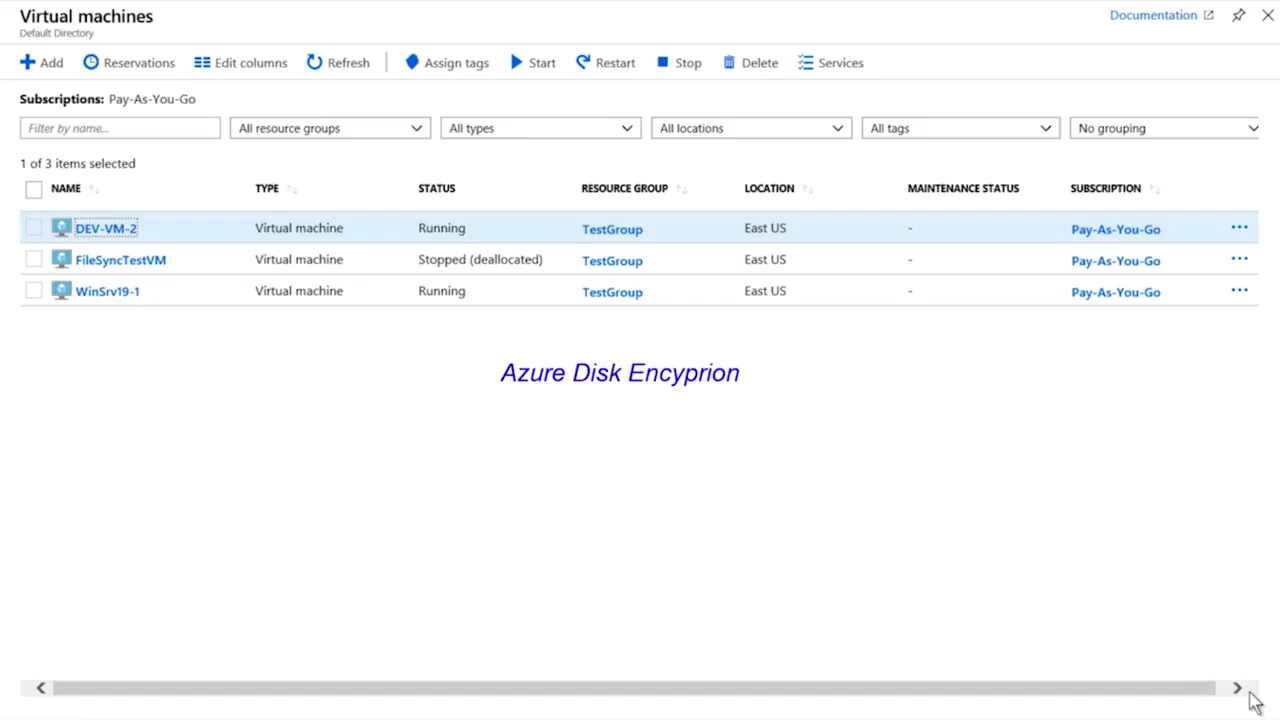 Virtual machines
Documentation
Default Directory
Add Reservations Edit columns Refresh Assign tags Start Restart Stop Delete Services
Subscriptions: Pay-As-You-Go
Filter by name... All resource groups All types All locations All tags No grouping
1 of 3 items selected
NAME TYPE STATUS RESOURCE GROUP LOCATION MAINTENANCE STATUS SUBSCRIPTION
DEV-VM-2 Virtual machine Running TestGroup East US - Pay-As-You-Go ...
FileSyncTestVM Virtual machine Stopped (deallocated) TestGroup East US - Pay-As-You-Go ...
WinSrv19-1 Virtual machine Running TestGroup East US - Pay-As-You-Go ...
Azure Disk Encyprion